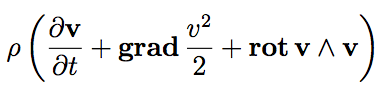 ρ ( ∂v/∂t + grad v²/2 + rot v ∧ v )